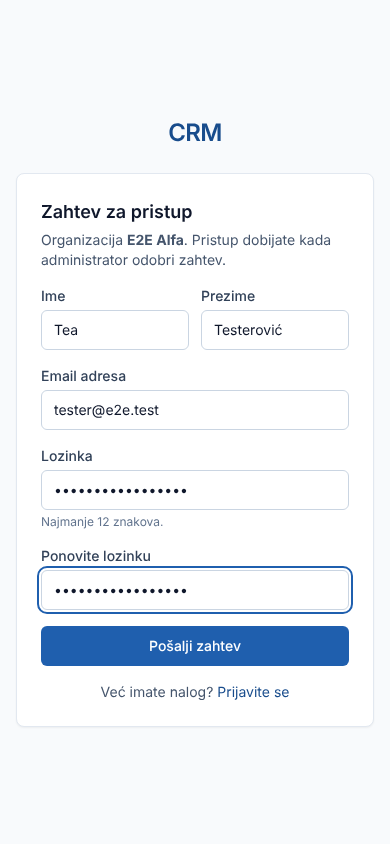 CRM
Zahtev za pristup
Organizacija E2E Alfa. Pristup dobijate kada
administrator odobri zahtev.
Ime
Prezime
Tea
Testerović
Email adresa
tester@e2e.test
Lozinka
•••••••••••••••••
Najmanje 12 znakova.
Ponovite lozinku
•••••••••••••••••
Pošalji zahtev
Već imate nalog? Prijavite se